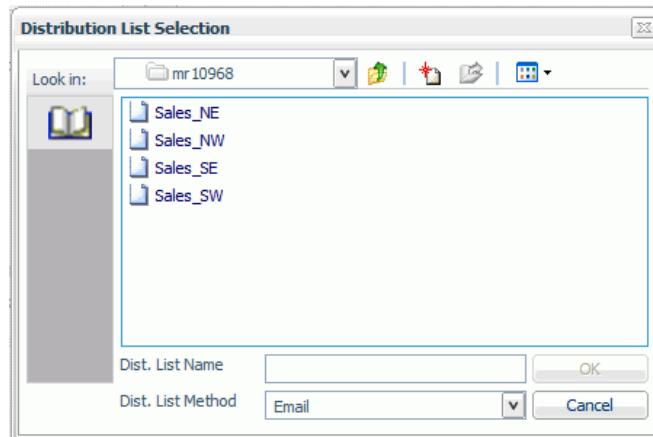 Distribution List Selection
Look in:
mr10968
Sales_NE
Sales_NW
Sales_SE
Sales_SW
Dist. List Name
OK
Dist. List Method
Email
Cancel